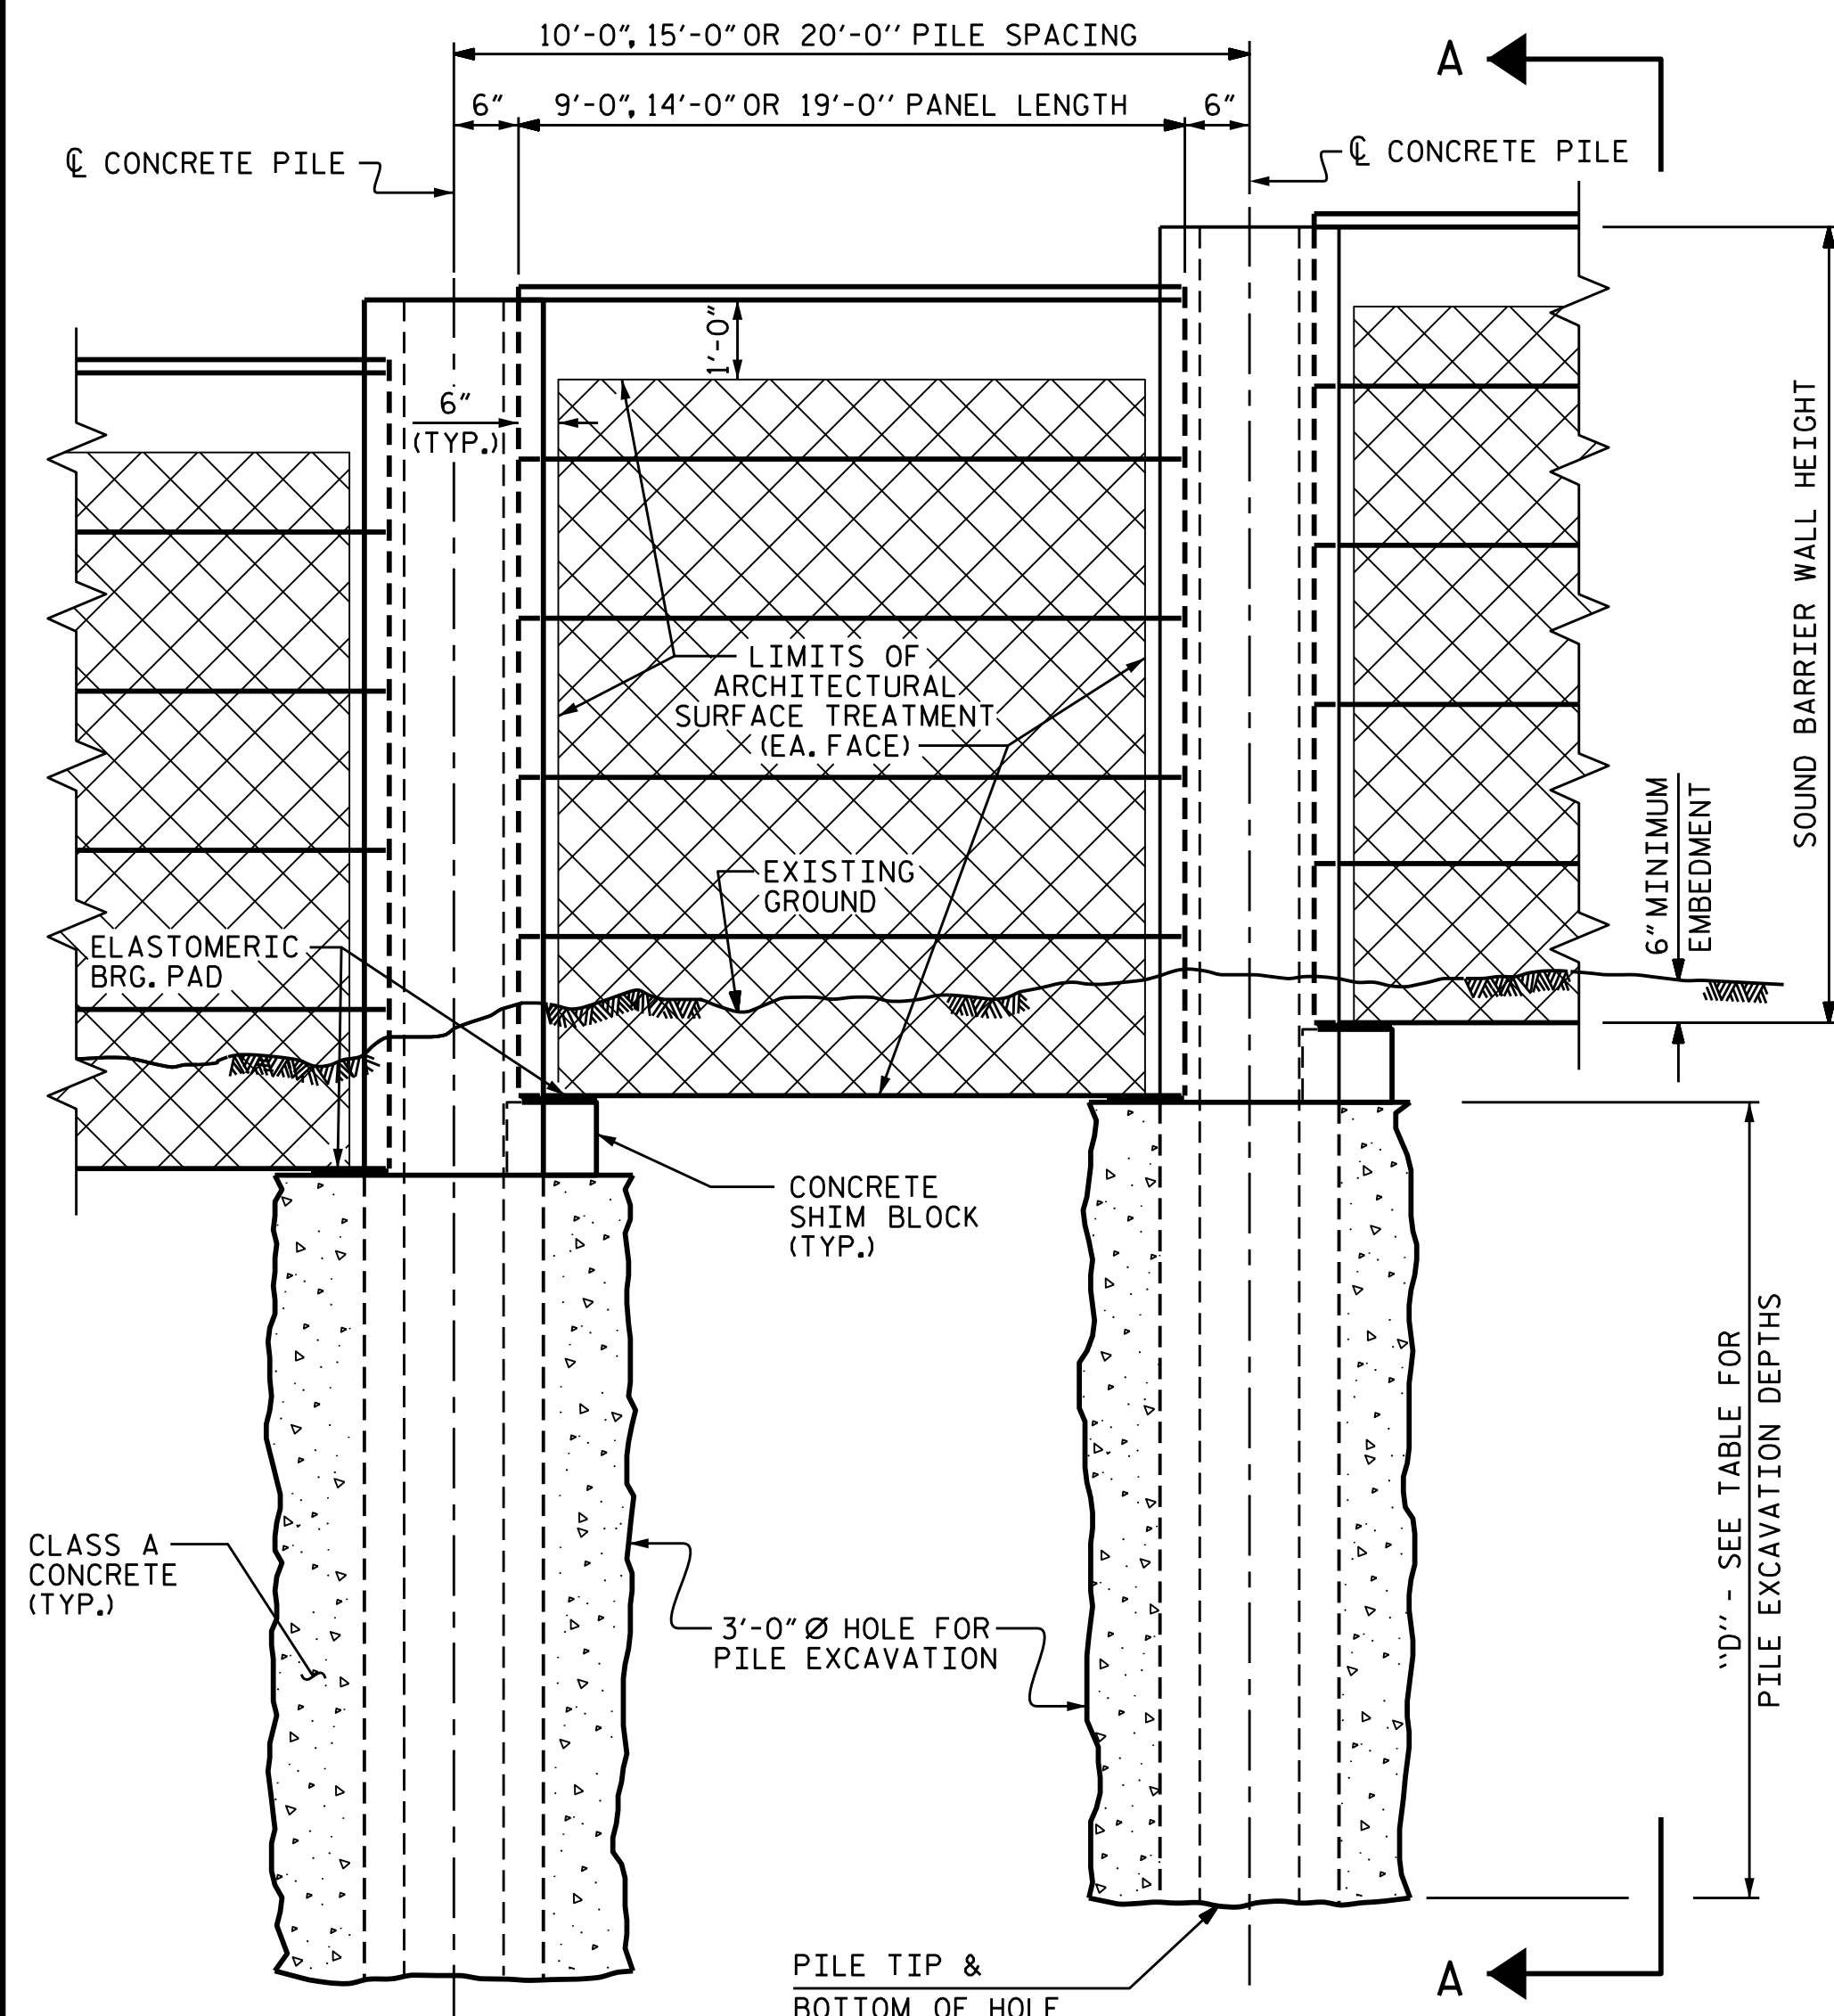 10'-0", 15'-0" OR 20'-0" PILE SPACING
A
6"
9'-0", 14'-0" OR 19'-0" PANEL LENGTH
6"
℄ CONCRETE PILE
℄ CONCRETE PILE
1'-0"
6"
(TYP.)
SOUND BARRIER WALL HEIGHT
LIMITS OF
ARCHITECTURAL
SURFACE TREATMENT
(EA. FACE)
6" MINIMUM
EMBEDMENT
EXISTING
GROUND
ELASTOMERIC
BRG. PAD
CONCRETE
SHIM BLOCK
(TYP.)
"D" - SEE TABLE FOR
PILE EXCAVATION DEPTHS
CLASS A
CONCRETE
(TYP.)
3'-0" Ø HOLE FOR
PILE EXCAVATION
PILE TIP &
BOTTOM OF HOLE
A